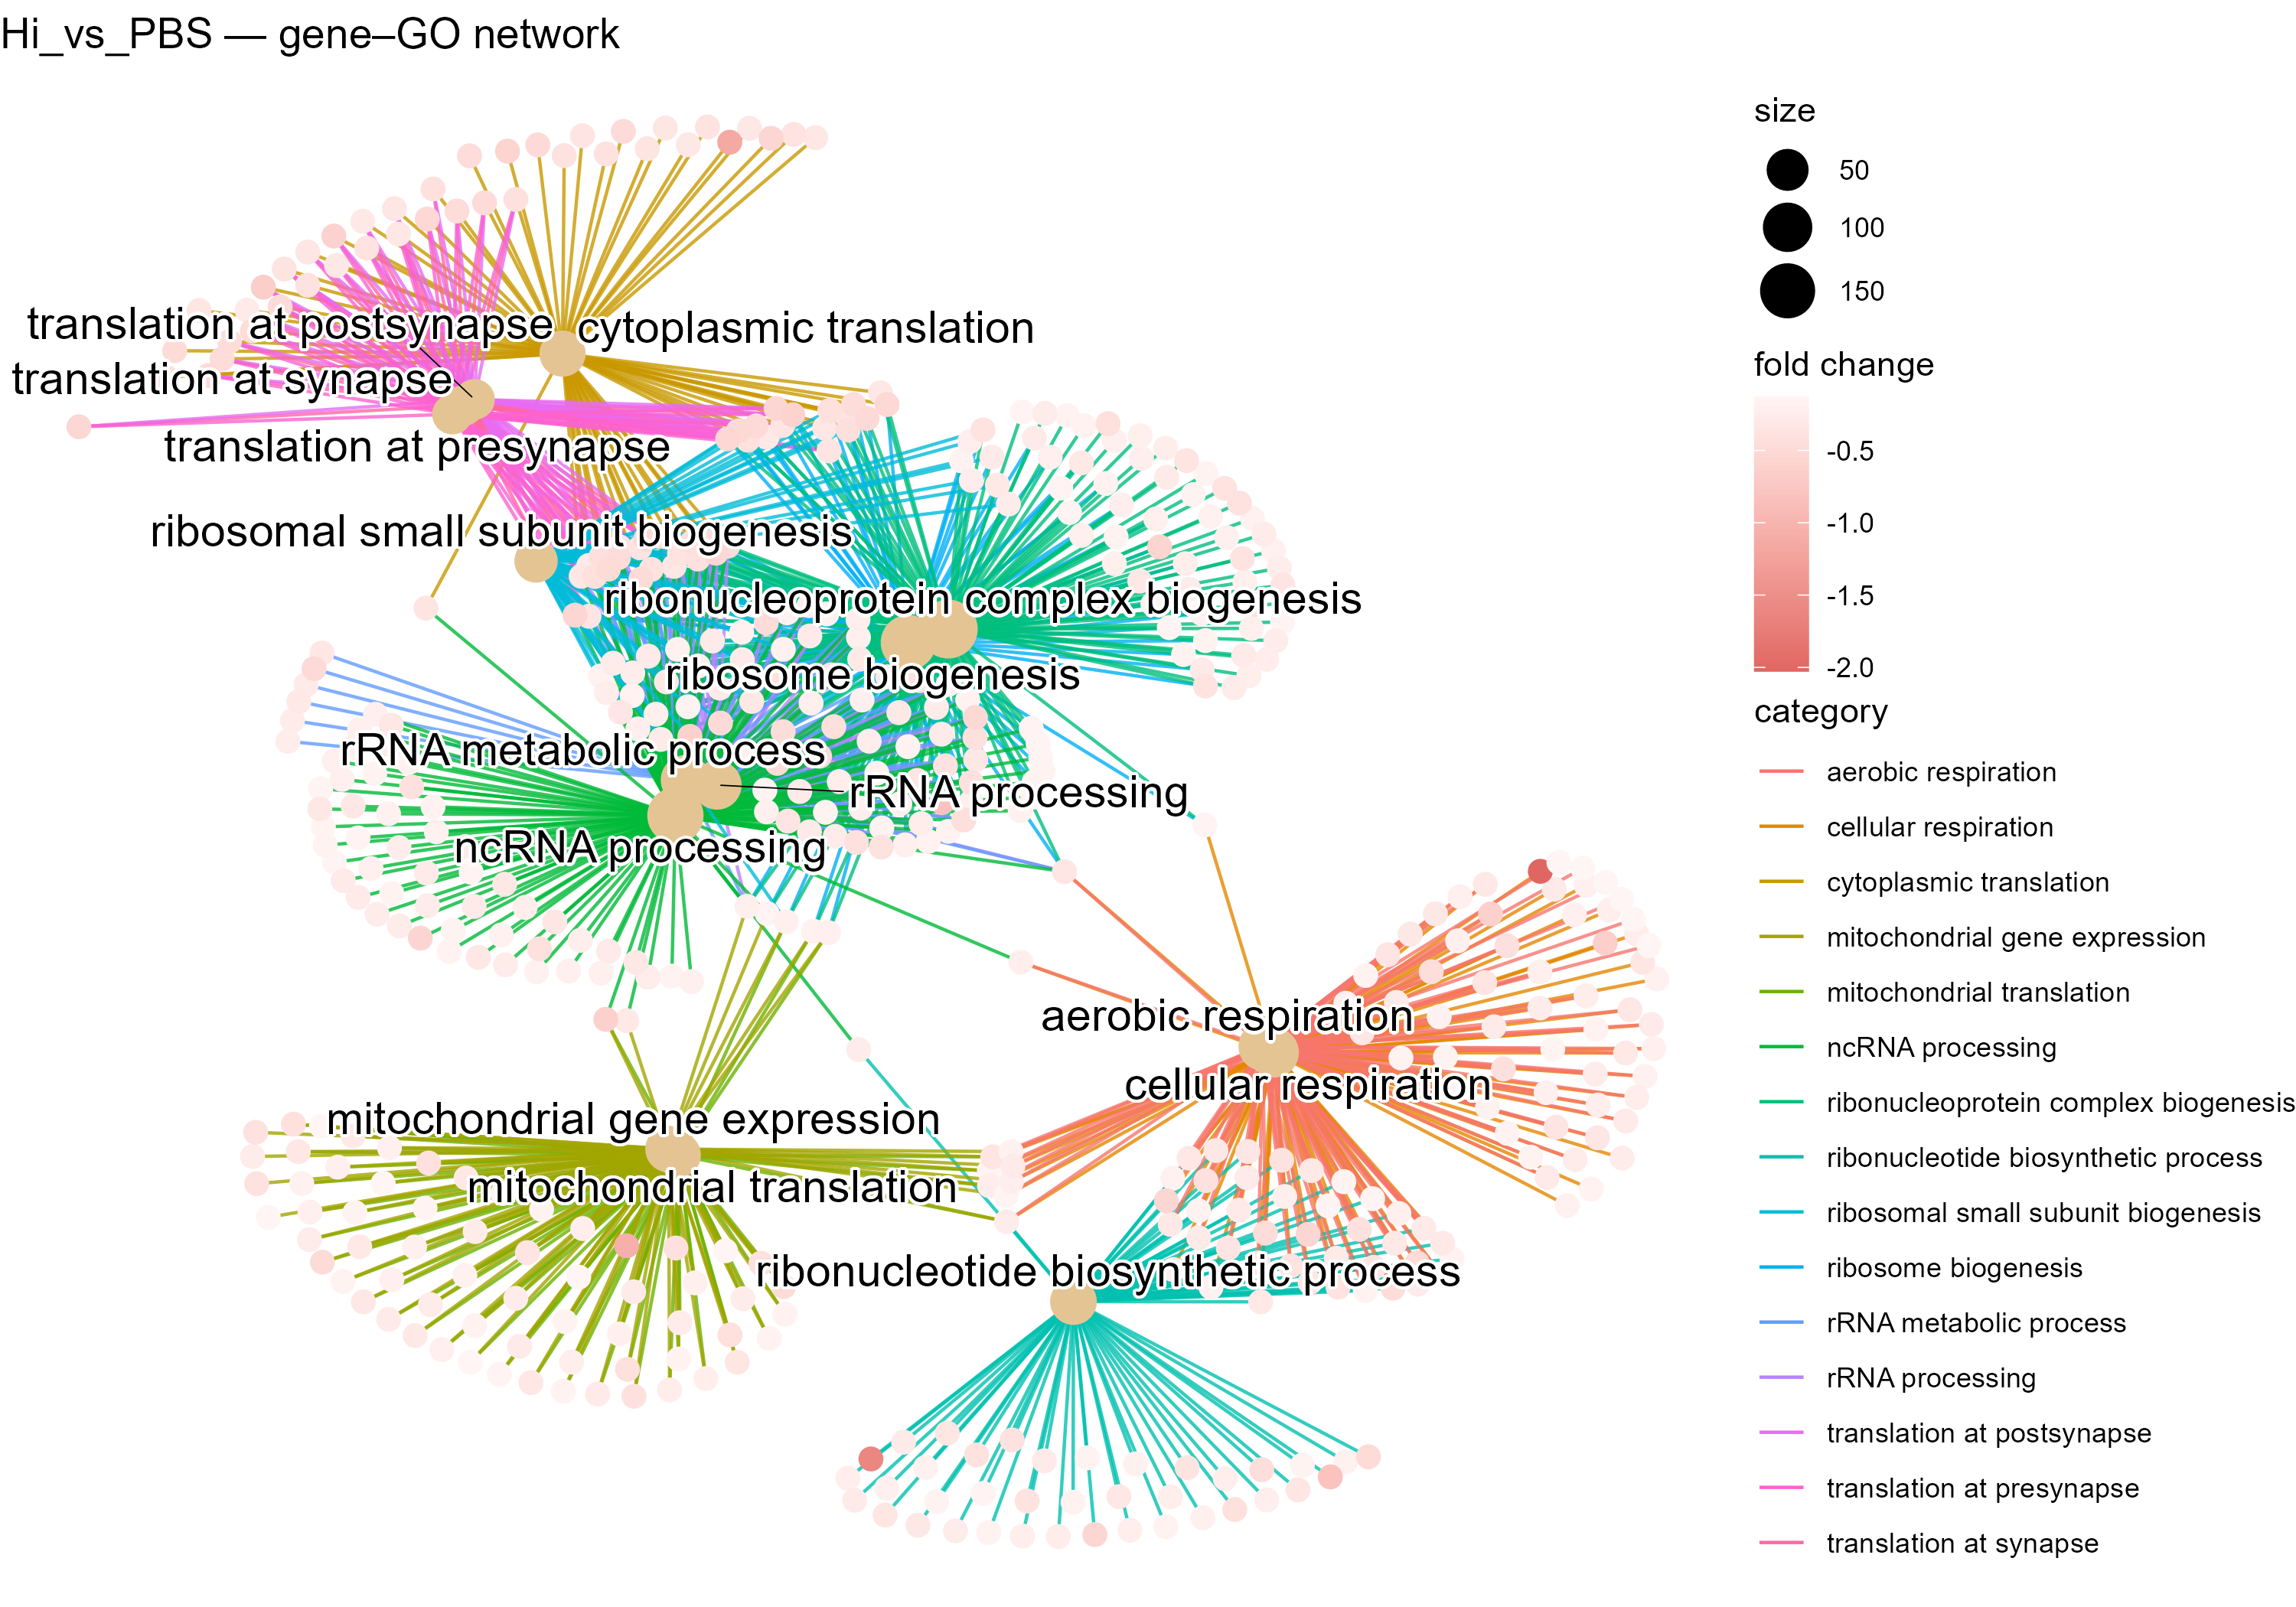 Hi_vs_PBS — gene–GO network
translation at postsynapse
cytoplasmic translation
translation at synapse
translation at presynapse
ribosomal small subunit biogenesis
ribonucleoprotein complex biogenesis
ribosome biogenesis
rRNA metabolic process
rRNA processing
ncRNA processing
aerobic respiration
cellular respiration
mitochondrial gene expression
mitochondrial translation
ribonucleotide biosynthetic process
size
50
100
150
fold change
-0.5
-1.0
-1.5
-2.0
category
aerobic respiration
cellular respiration
cytoplasmic translation
mitochondrial gene expression
mitochondrial translation
ncRNA processing
ribonucleoprotein complex biogenesis
ribonucleotide biosynthetic process
ribosomal small subunit biogenesis
ribosome biogenesis
rRNA metabolic process
rRNA processing
translation at postsynapse
translation at presynapse
translation at synapse